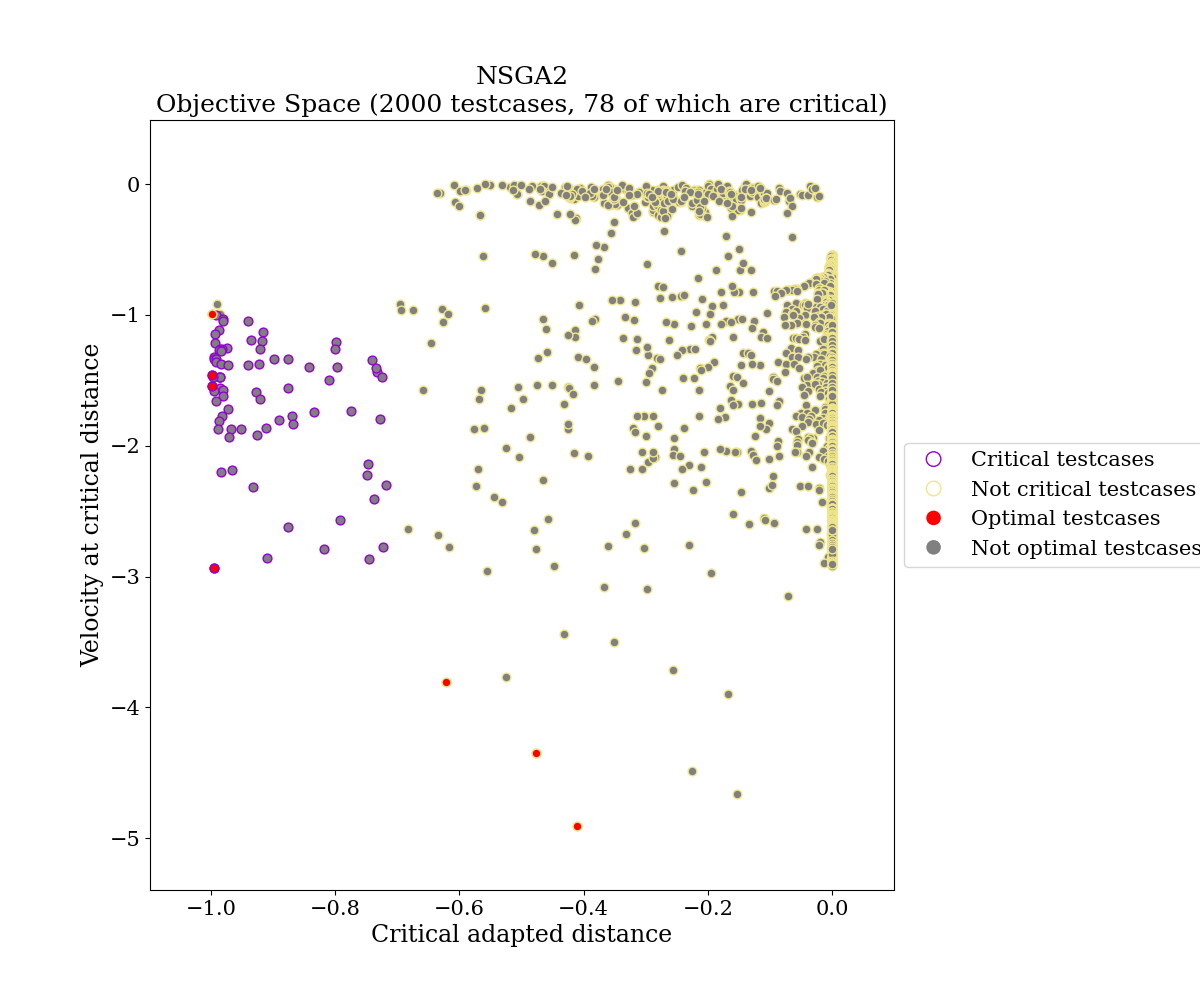 NSGA2
Objective Space (2000 testcases, 78 of which are critical)
Velocity at critical distance
0
−1
−2
−3
−4
−5
−1.0
−0.8
−0.6
−0.4
−0.2
0.0
Critical adapted distance
Critical testcases
Not critical testcases
Optimal testcases
Not optimal testcases